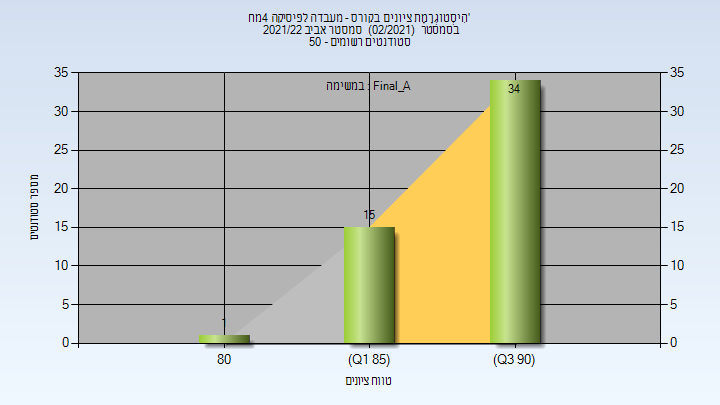 הִיסְטוֹגְרַמַת ציונים בקורס - מעבדה לפיסיקה 4מח'
בסמסטר (02/2021) סמסטר אביב 2021/22
סטודנטים רשומים - 50
במשימה : Final_A
מספר סטודנטים
35
30
25
20
15
10
5
0
35
30
25
20
15
10
5
0
1
15
34
80
(Q1 85)
(Q3 90)
טווח ציונים